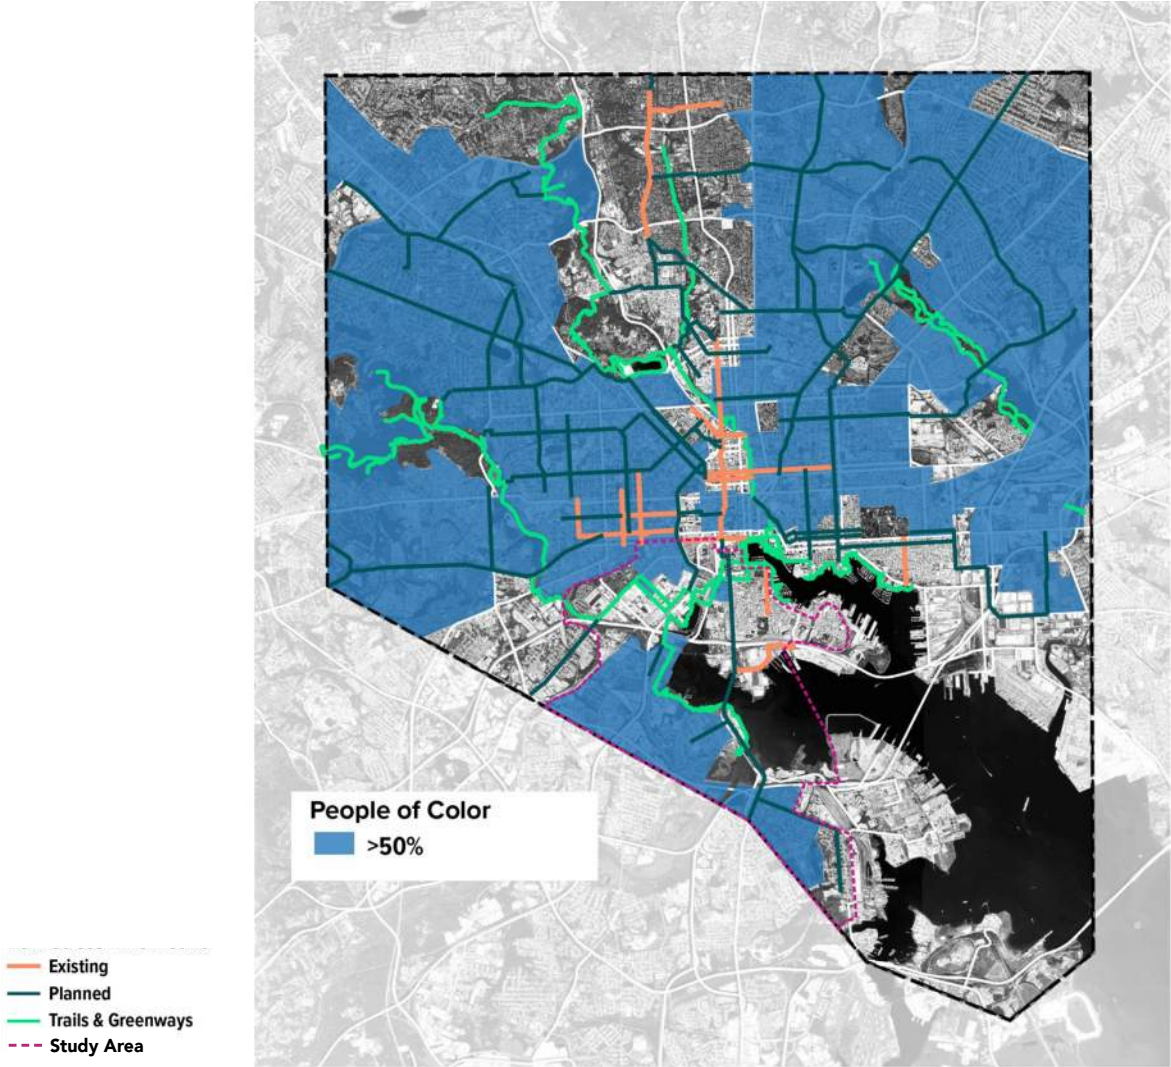 People of Color
>50%
Existing
Planned
Trails & Greenways
Study Area